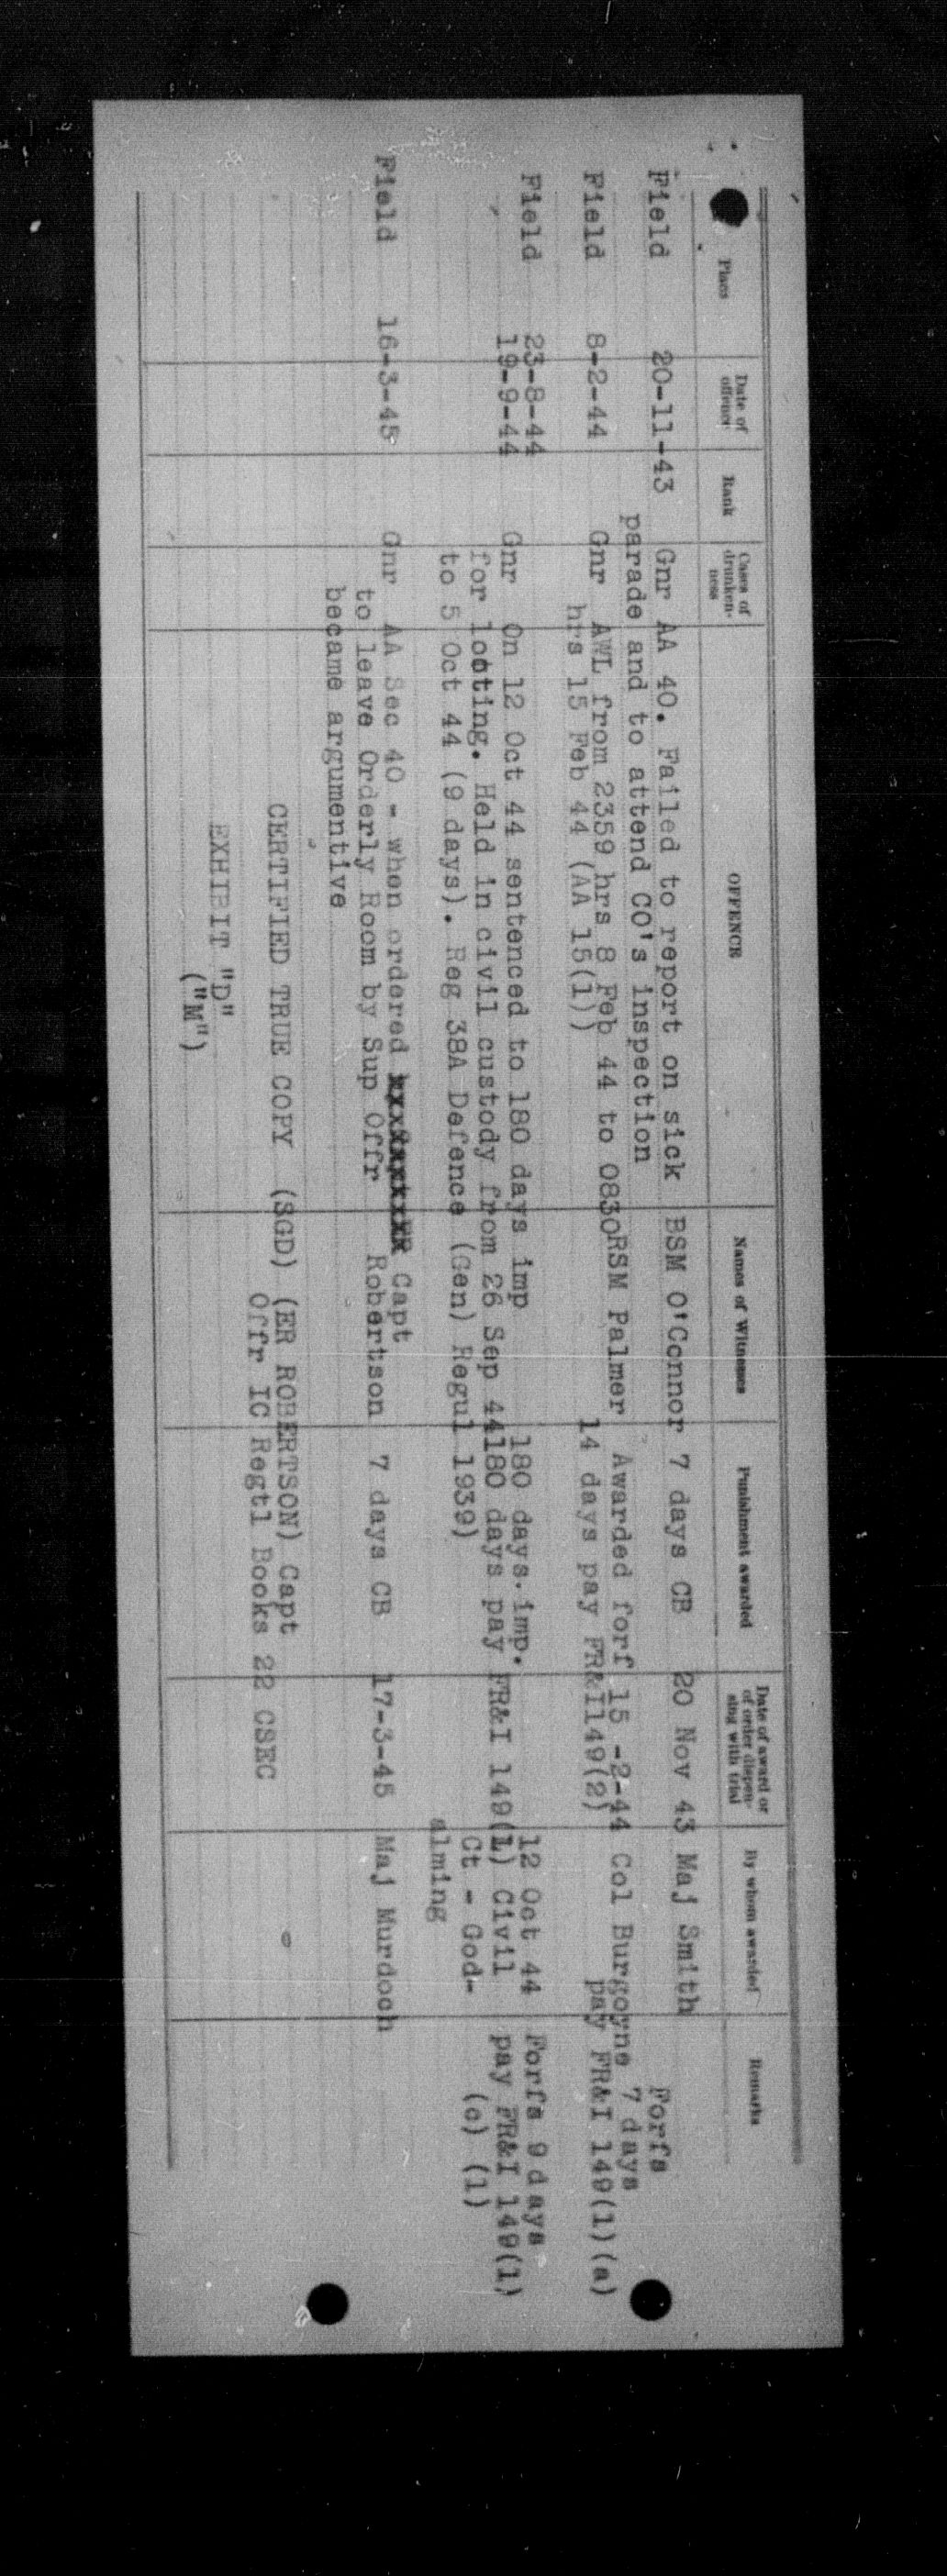 Place Date of offence Rank Cases of drunken-ness OFFENCE Names of Witnesses Punishment awarded Date of award or of order dispen-sing with trial By whom awarded Remarks
Field 20-11-43 Gnr AA 40. Failed to report on sick BSM O'Connor 7 days CB 20 Nov 43 Maj Smith
parade and to attend CO's inspection Forfs
Field 8-2-44 Gnr AWL from 2359 hrs 8 Feb 44 to 0830 RSM Palmer Awarded forf 15 -2-44 Col Burgoyne 7 days
hrs 15 Feb 44 (AA 15(1)) 14 days pay FR&I149(2) pay FR&I 149(1)(a)
Field 23-8-44
19-9-44 Gnr On 12 Oct 44 sentenced to 180 days imp 180 days.imp. 12 Oct 44 Forfs 9 days
for looting. Held in civil custody from 26 Sep 44 180 days pay FR&I 149(1) Civil pay FR&I 149(1)
to 5 Oct 44 (9 days). Reg 38A Defence (Gen) Regul 1939) Ct - God- (c) (1)
alming
Field 16-3-45 Gnr AA Sec 40 - when ordered Capt
to leave Orderly Room by Sup Offr Robertson 7 days CB 17-3-45 Maj Murdoch
became argumentive
CERTIFIED TRUE COPY (SGD) (ER ROBERTSON) Capt
Offr IC Regtl Books 22 CSEC
EXHIBIT "D"
("M")